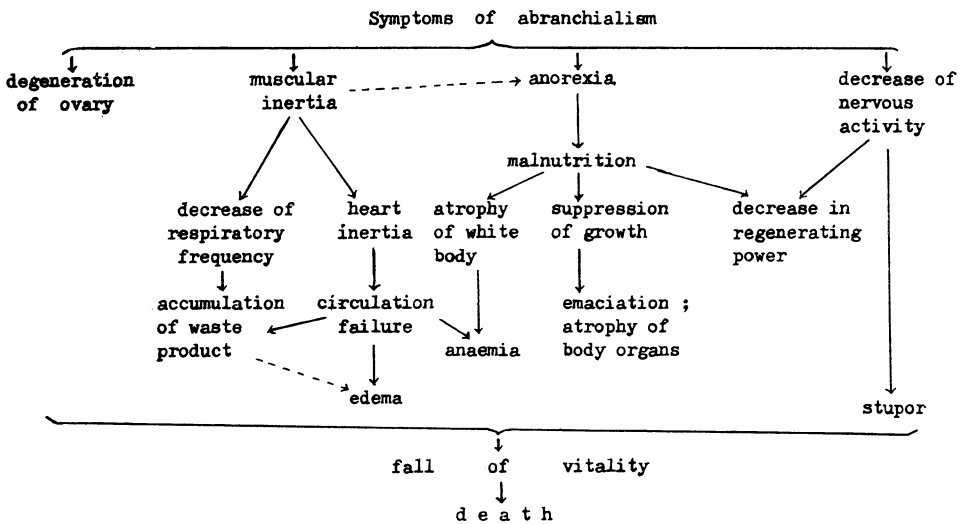 Symptoms of abranchialism
degeneration
of ovary
muscular
inertia
anorexia
decrease of
nervous
activity
malnutrition
decrease of
respiratory
frequency
heart
inertia
atrophy
of white
body
suppression
of growth
decrease in
regenerating
power
accumulation
of waste
product
circulation
failure
anaemia
emaciation ;
atrophy of
body organs
edema
stupor
fall of vitality
death